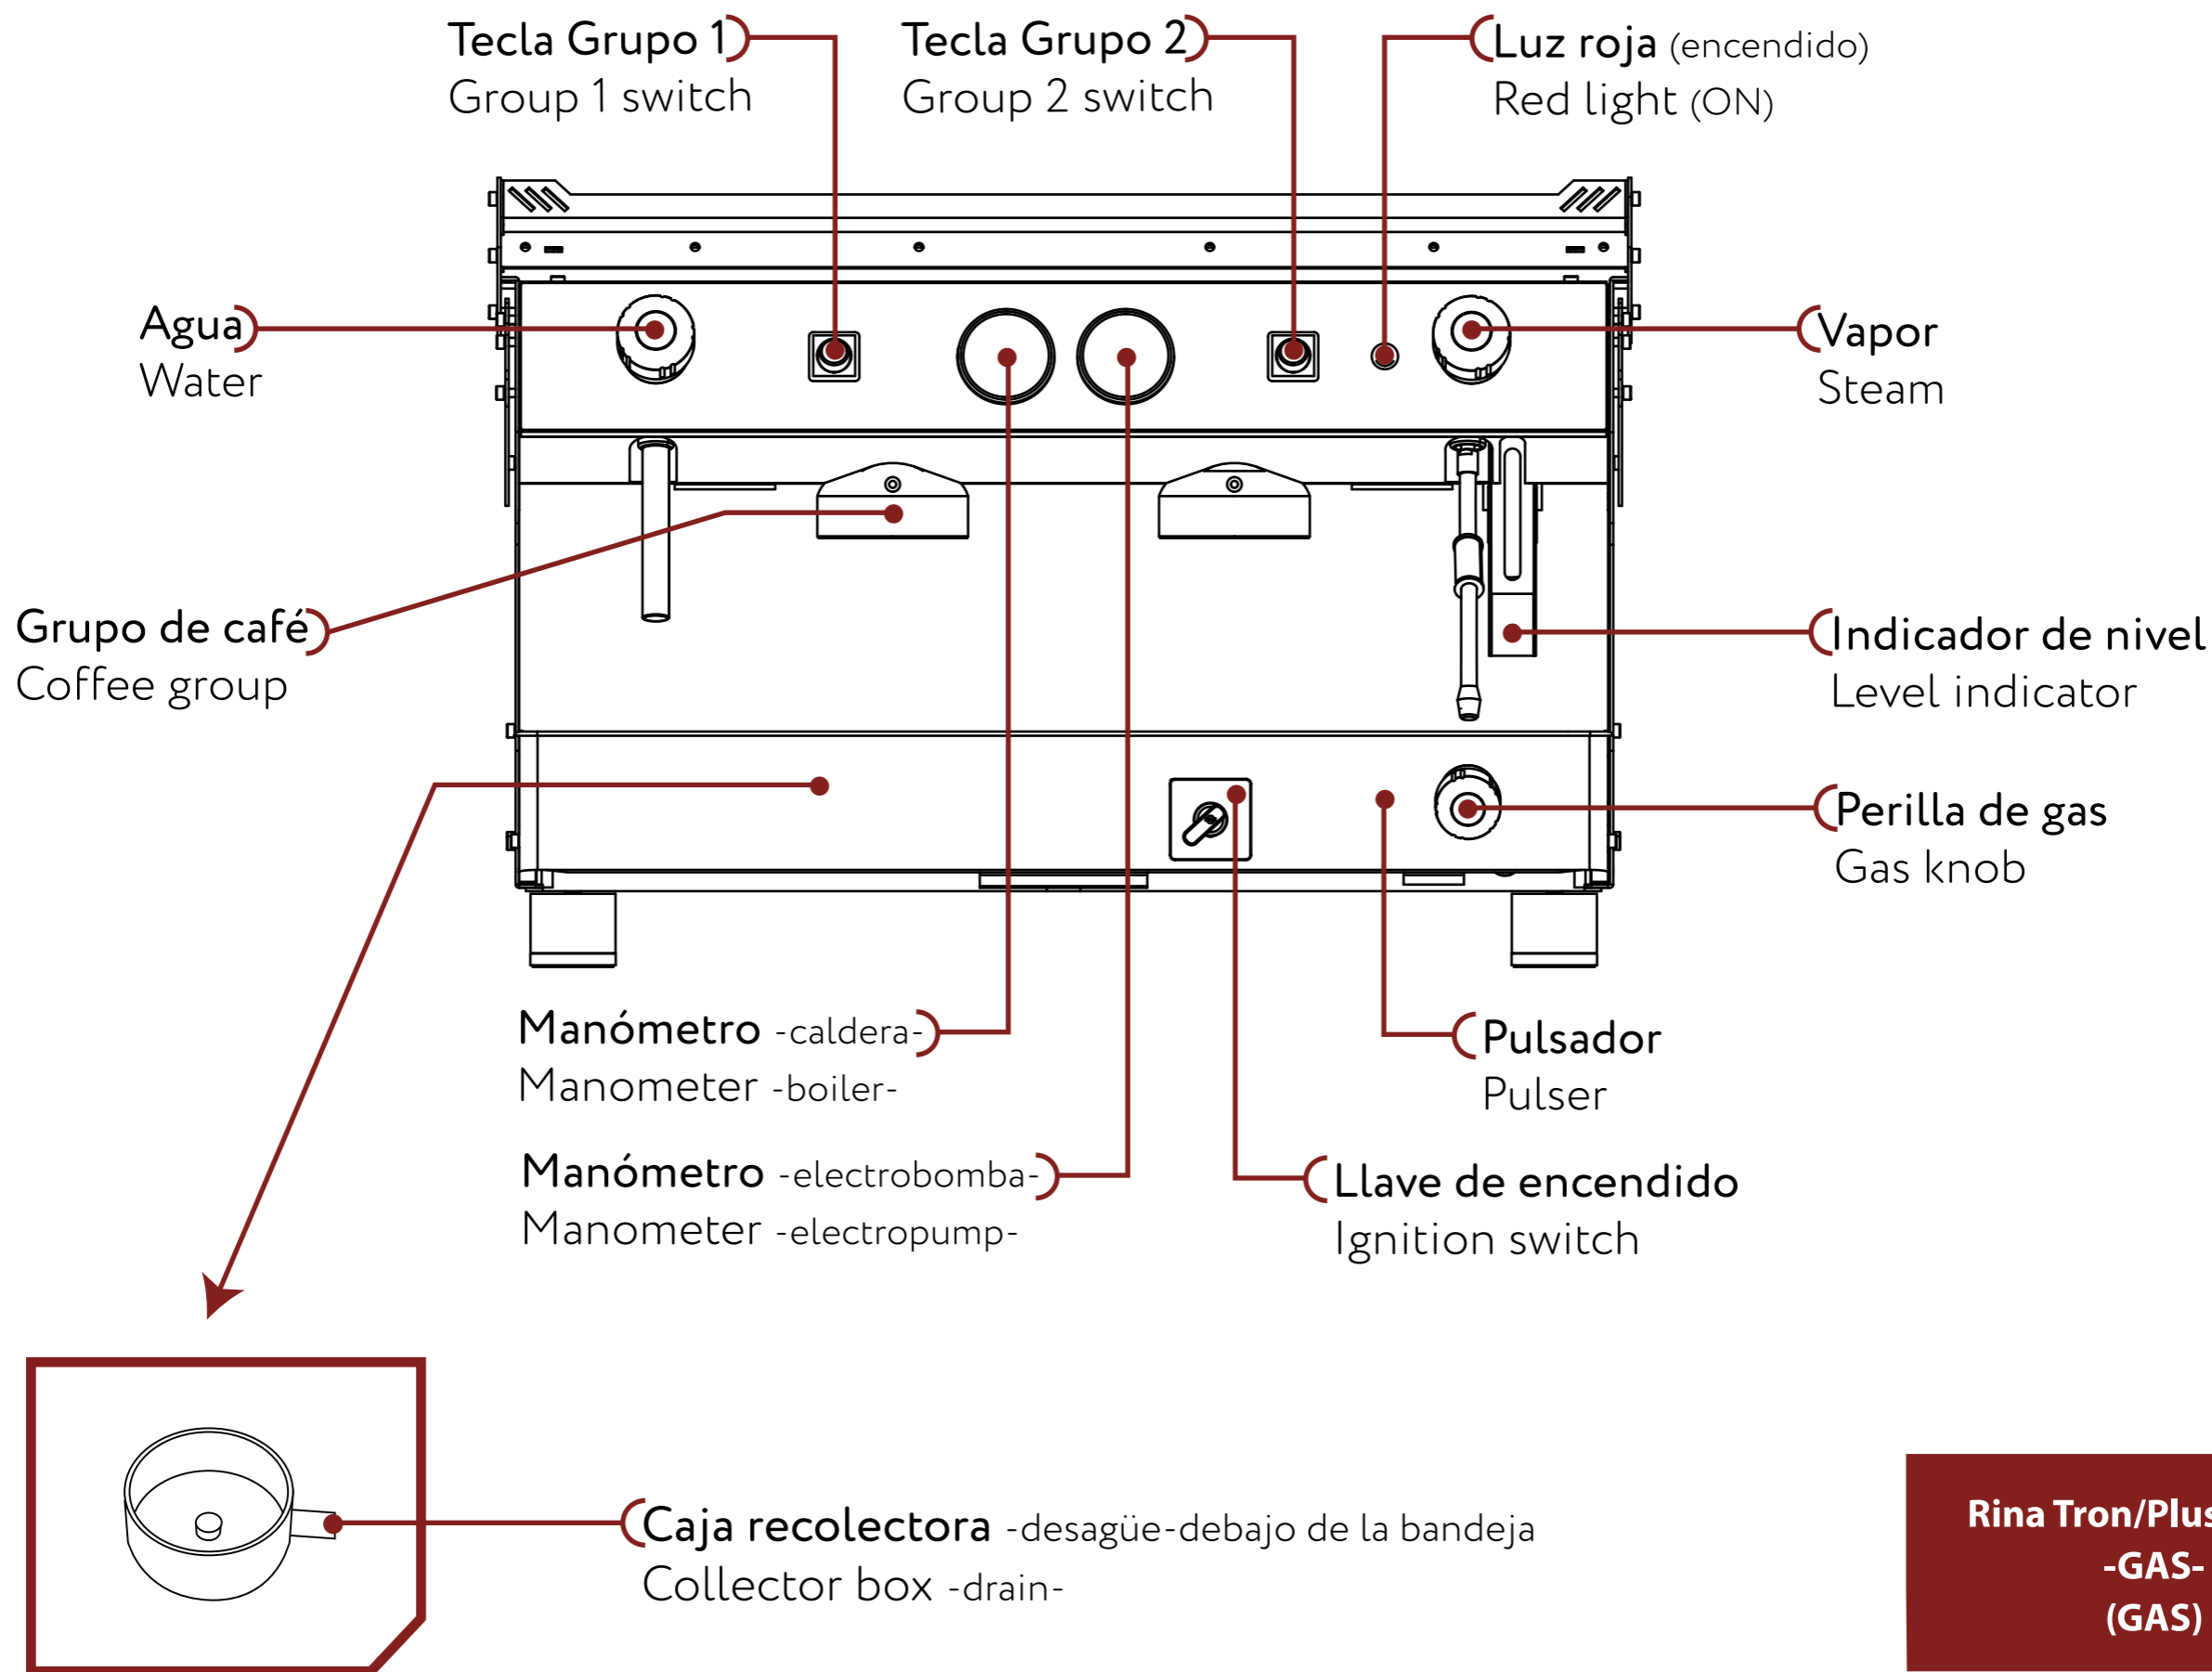 Tecla Grupo 1
Group 1 switch
Tecla Grupo 2
Group 2 switch
Luz roja (encendido)
Red light (ON)
Agua
Water
Vapor
Steam
Grupo de café
Coffee group
Indicador de nivel
Level indicator
Perilla de gas
Gas knob
Manómetro -caldera-
Manometer -boiler-
Pulsador
Pulser
Manómetro -electrobomba-
Manometer -electropump-
Llave de encendido
Ignition switch
Caja recolectora -desagüe-debajo de la bandeja
Collector box -drain-
Rina Tron/Plus
-GAS-
(GAS)